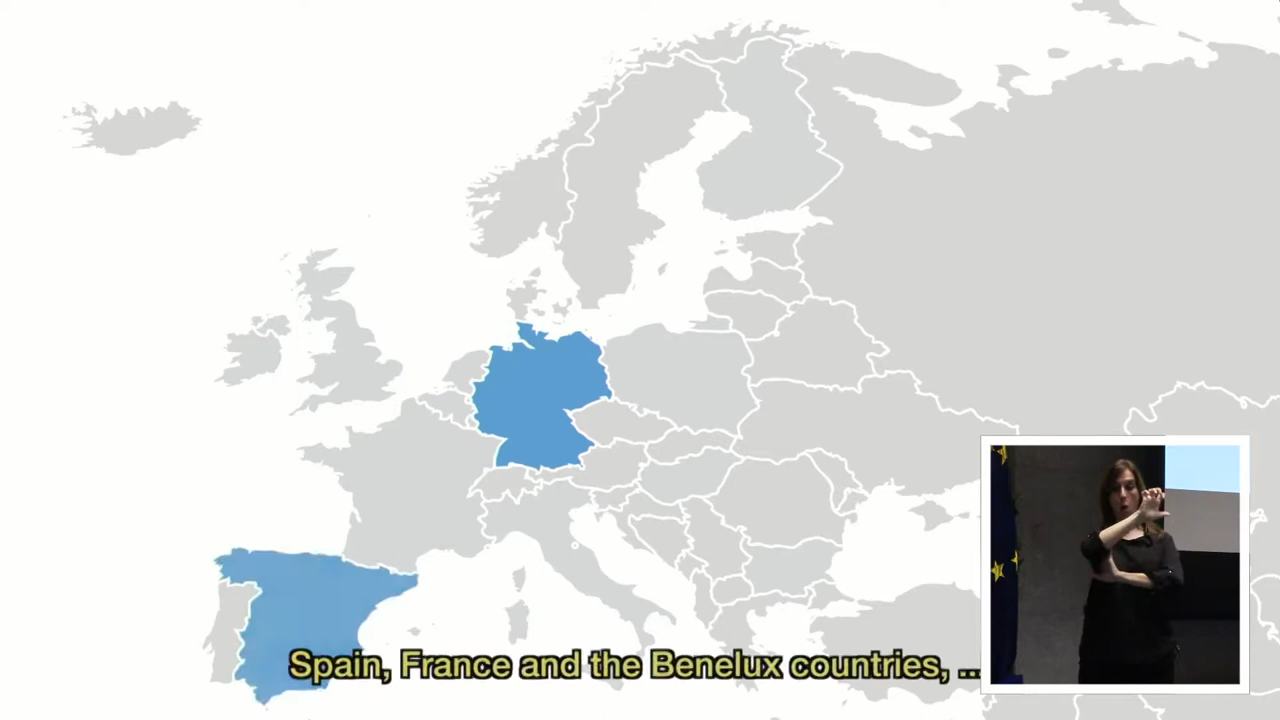 Spain, France and the Benelux countries, ...